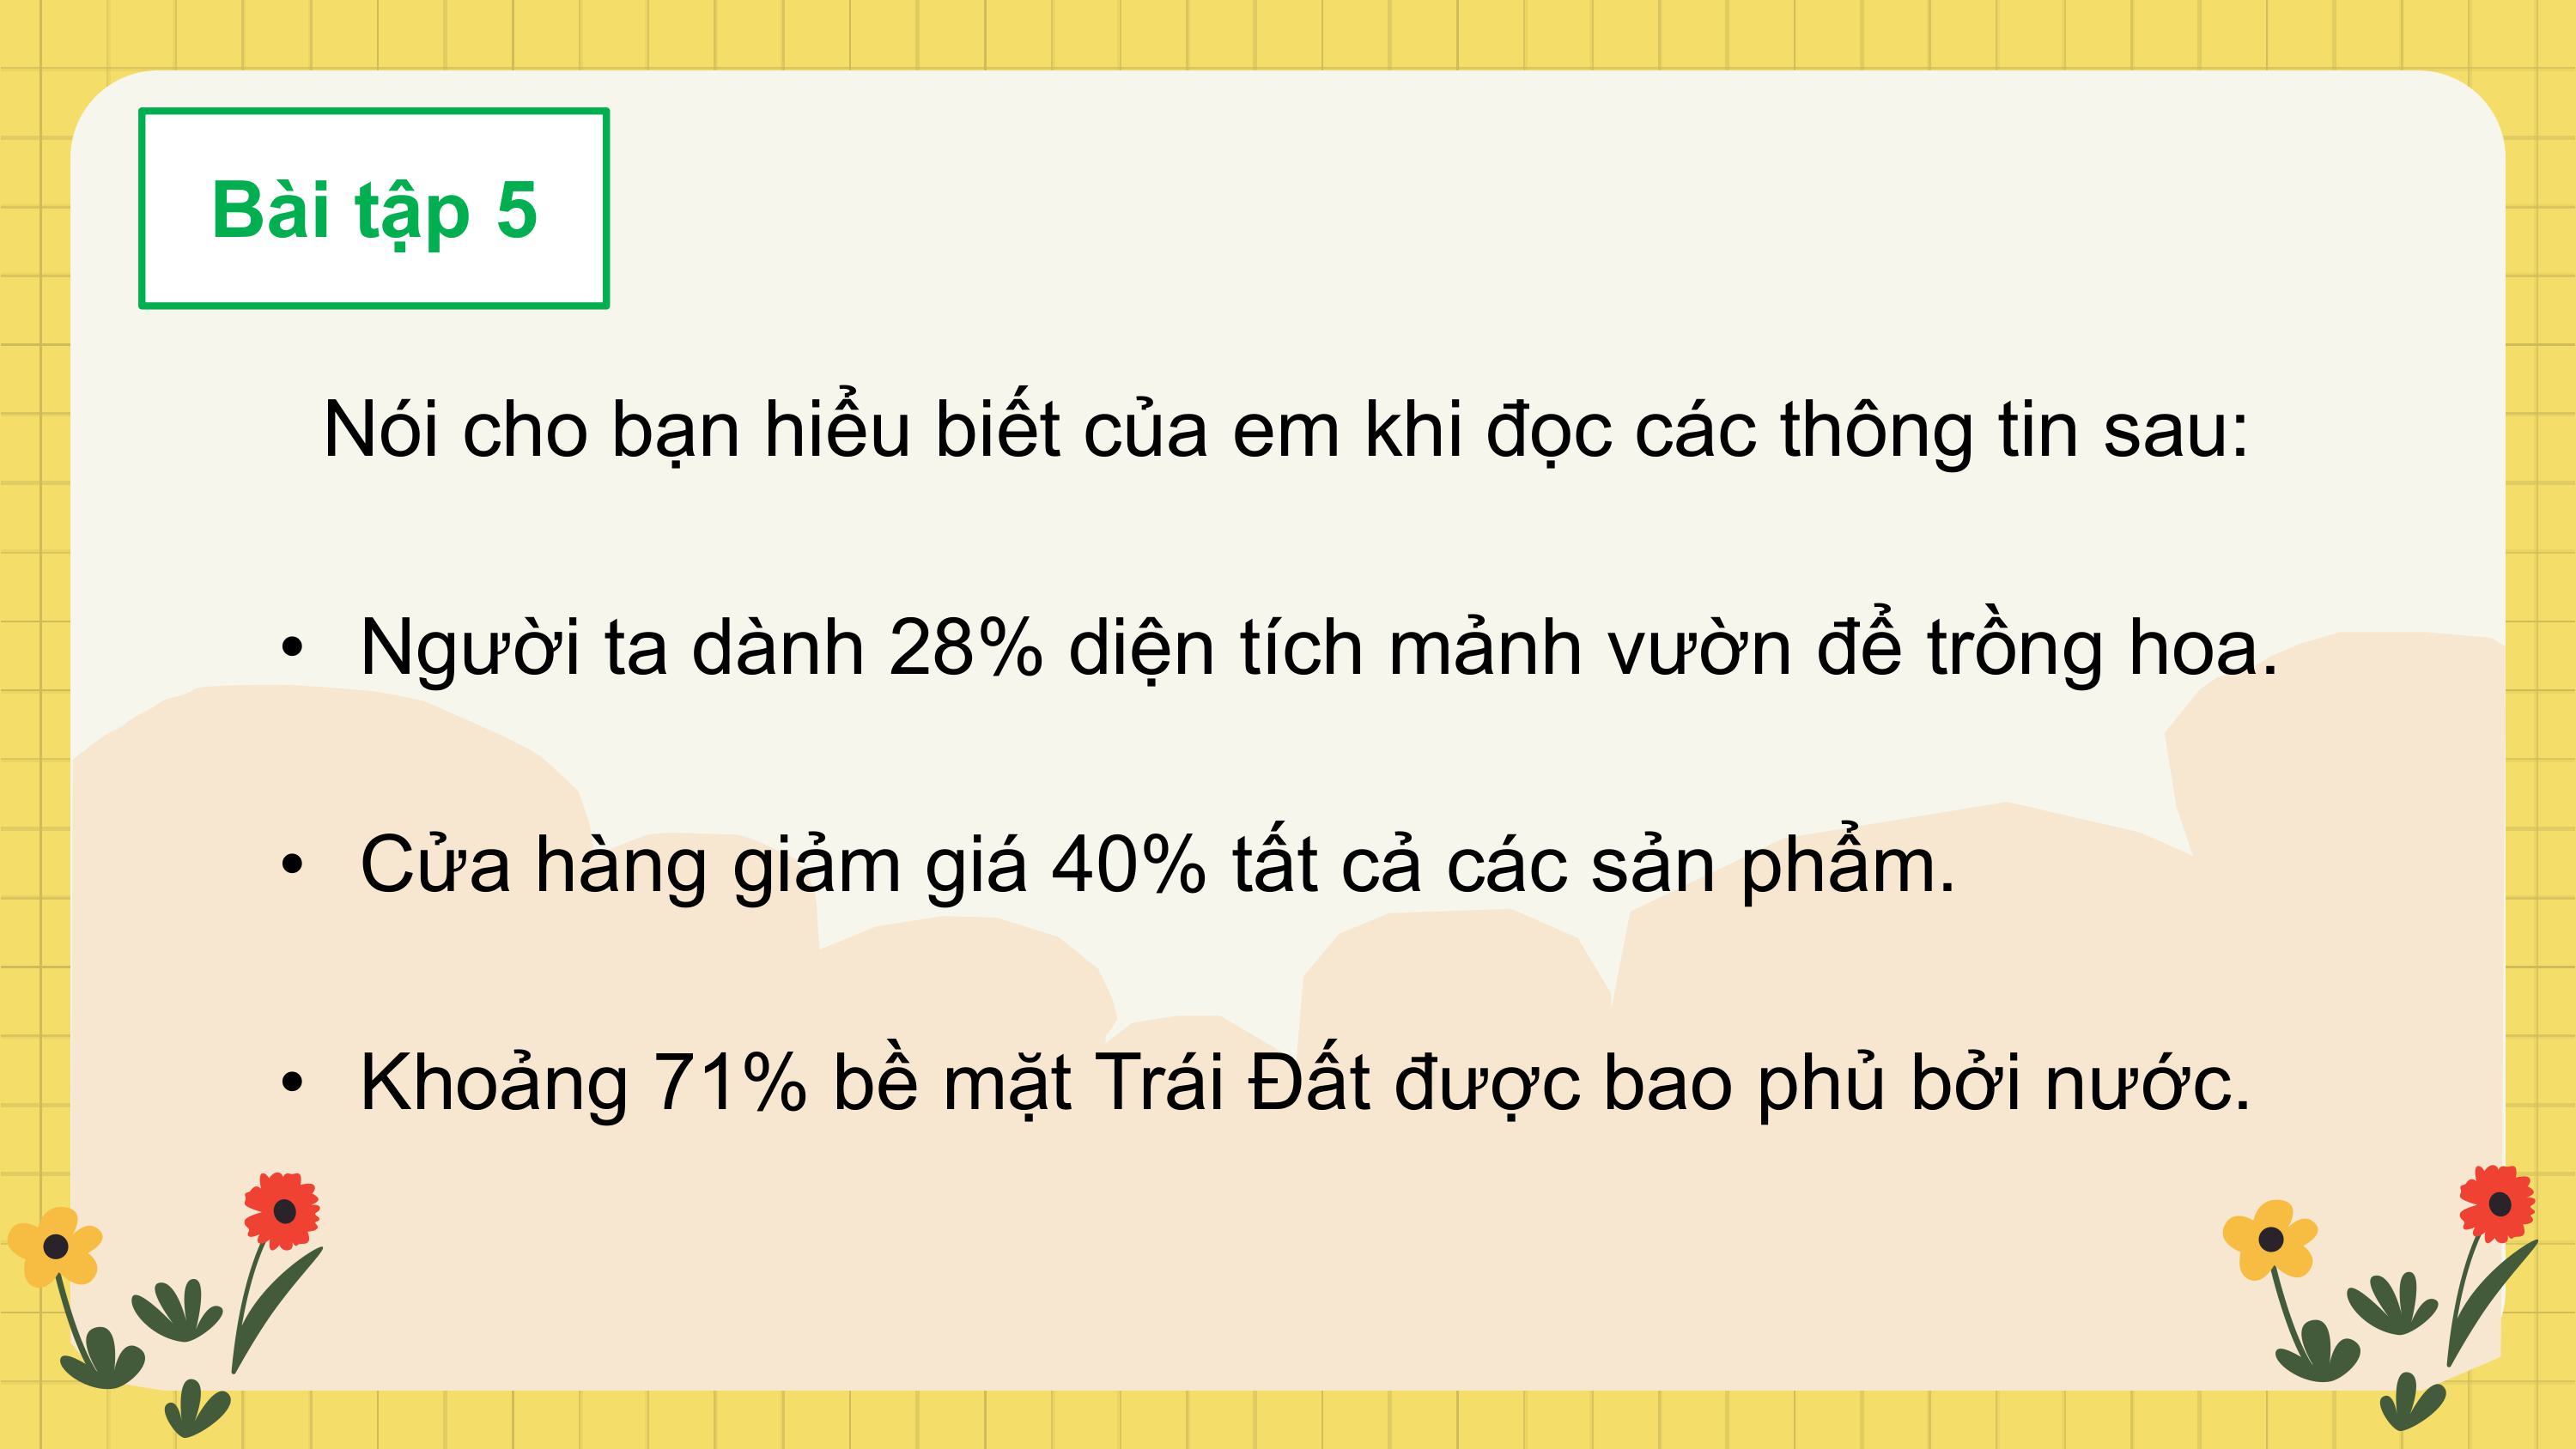 Bài tập 5
Nói cho bạn hiểu biết của em khi đọc các thông tin sau:
• Người ta dành 28% diện tích mảnh vườn để trồng hoa.
• Cửa hàng giảm giá 40% tất cả các sản phẩm.
• Khoảng 71% bề mặt Trái Đất được bao phủ bởi nước.